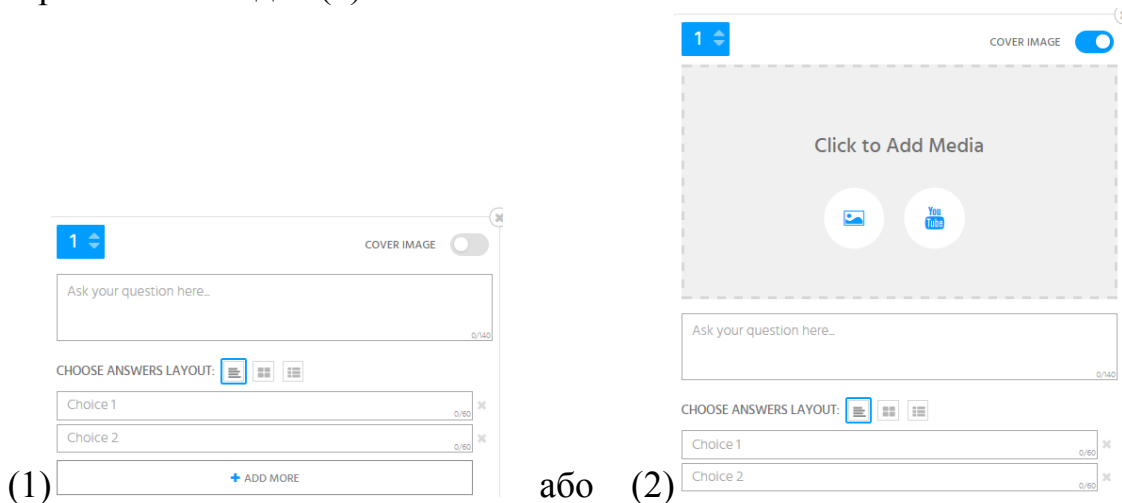 1
COVER IMAGE
Ask your question here...
0/140
CHOOSE ANSWERS LAYOUT:
Choice 1
0/60
Choice 2
0/60
+ ADD MORE
(1)
або
(2)
1
COVER IMAGE
Click to Add Media
You Tube
Ask your question here...
0/140
CHOOSE ANSWERS LAYOUT:
Choice 1
0/60
Choice 2
0/60